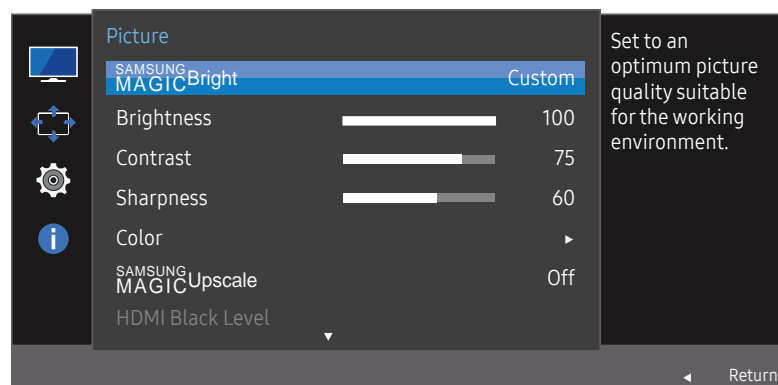 Picture
SAMSUNG
MAGICBright Custom
Brightness 100
Contrast 75
Sharpness 60
Color ►
SAMSUNG
MAGICUpscale Off
HDMI Black Level
▼
Set to an
optimum picture
quality suitable
for the working
environment.
◄ Return